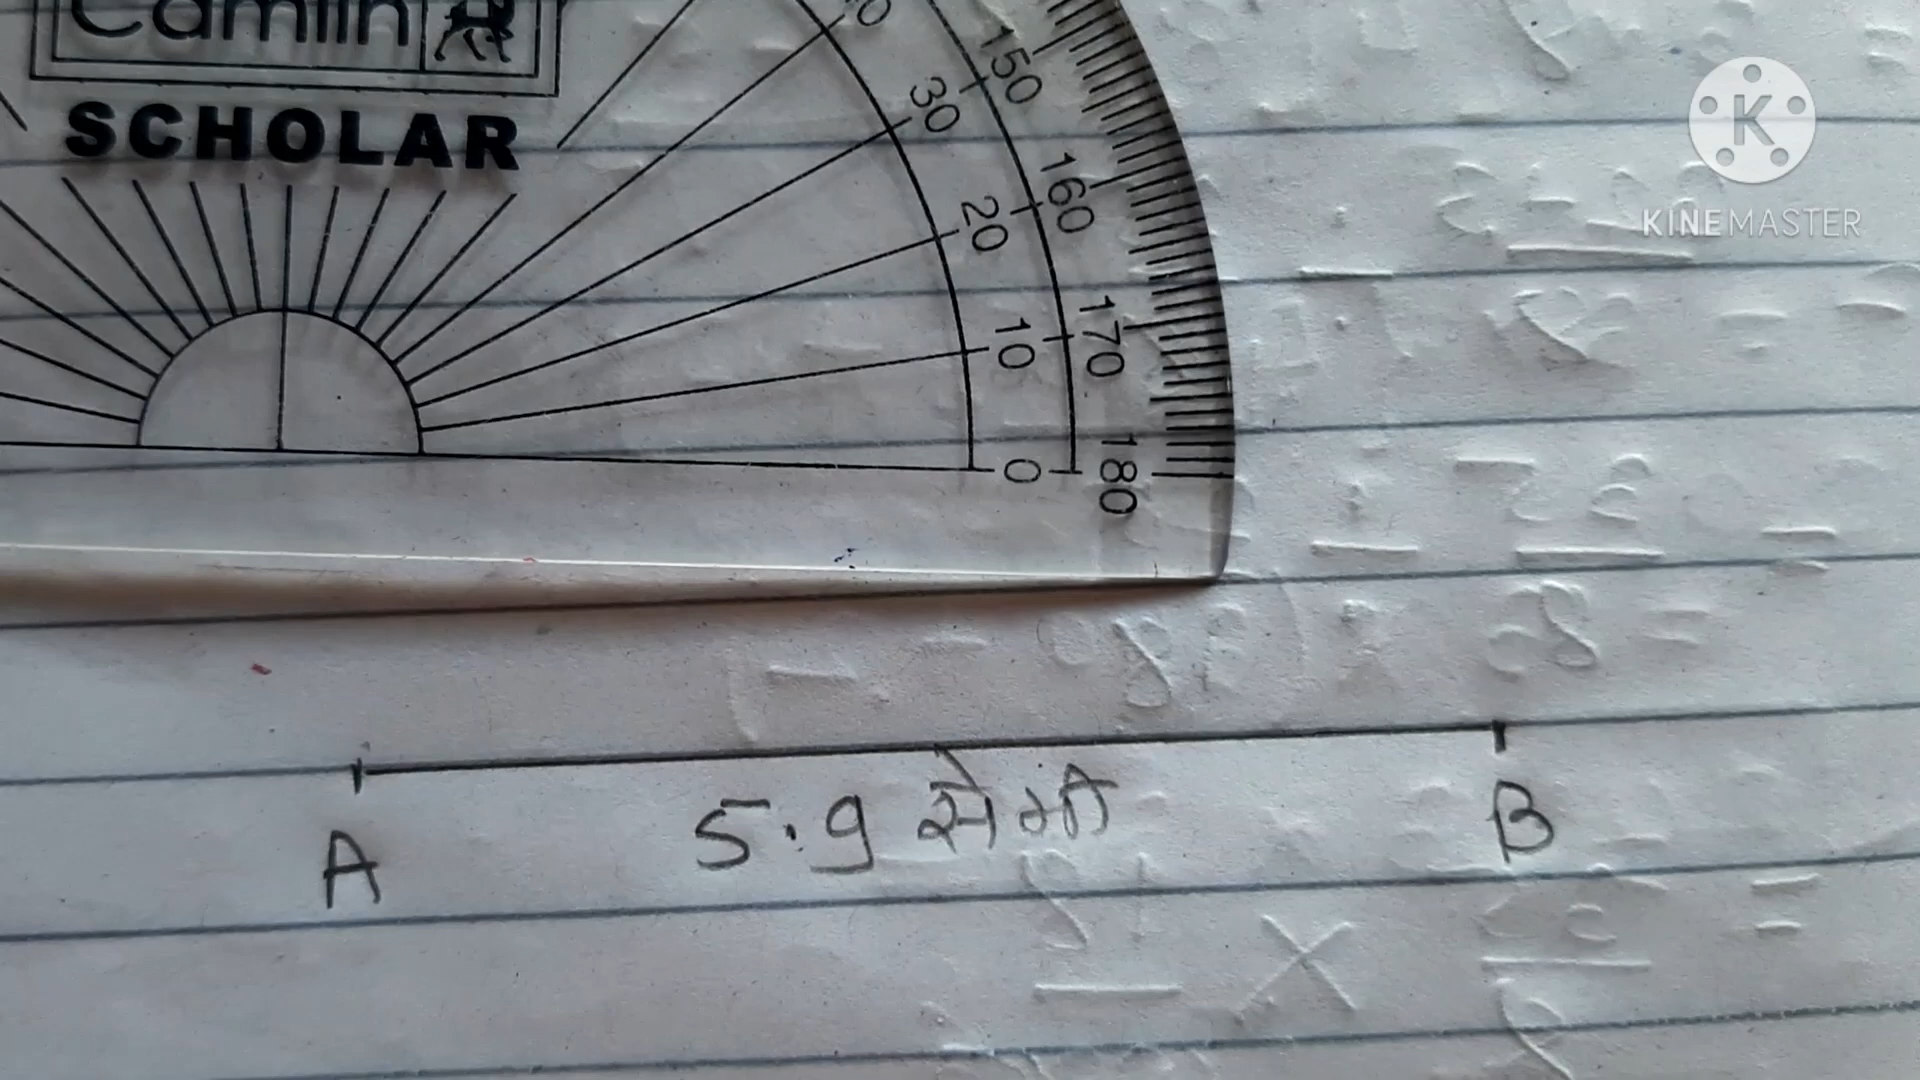 Camlin
SCHOLAR
150
30
160
20
170
10
180
0
KINEMASTER
5.9 सेमी
A
B